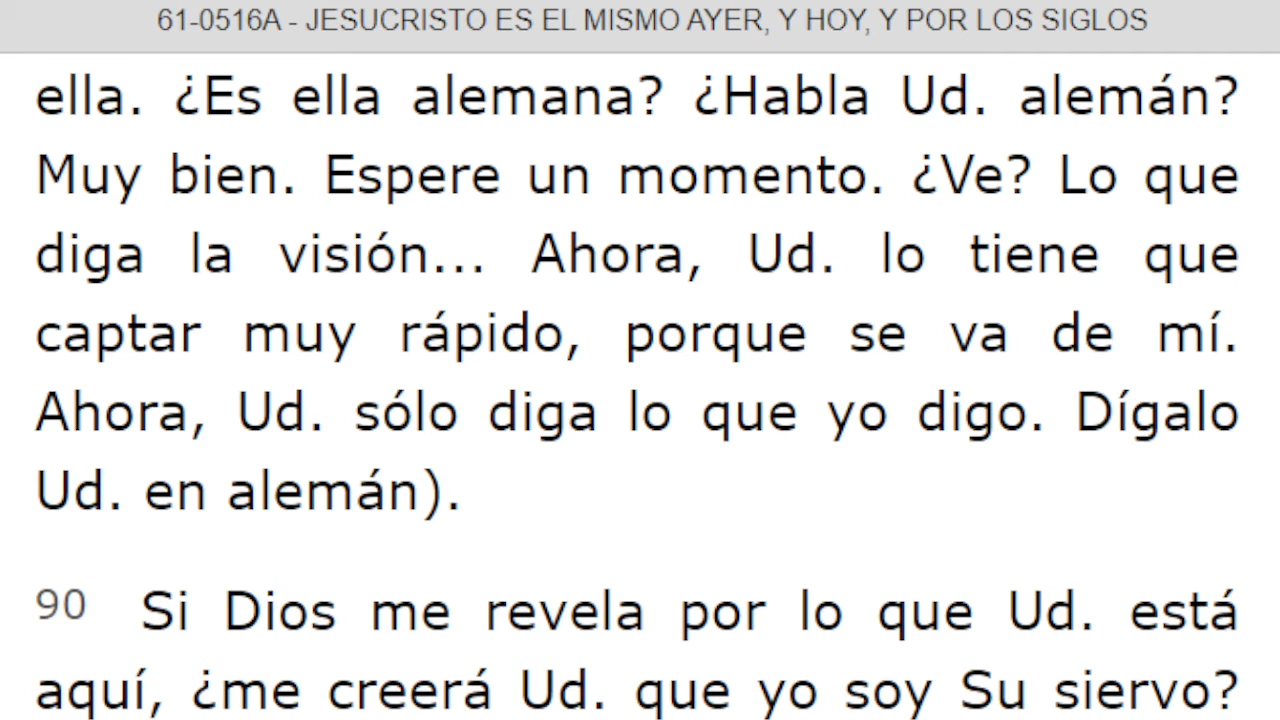 61-0516A - JESUCRISTO ES EL MISMO AYER, Y HOY, Y POR LOS SIGLOS
ella. ¿Es ella alemana? ¿Habla Ud. alemán?
Muy bien. Espere un momento. ¿Ve? Lo que
diga la visión... Ahora, Ud. lo tiene que
captar muy rápido, porque se va de mí.
Ahora, Ud. sólo diga lo que yo digo. Dígalo
Ud. en alemán).
90 Si Dios me revela por lo que Ud. está
aquí, ¿me creerá Ud. que yo soy Su siervo?